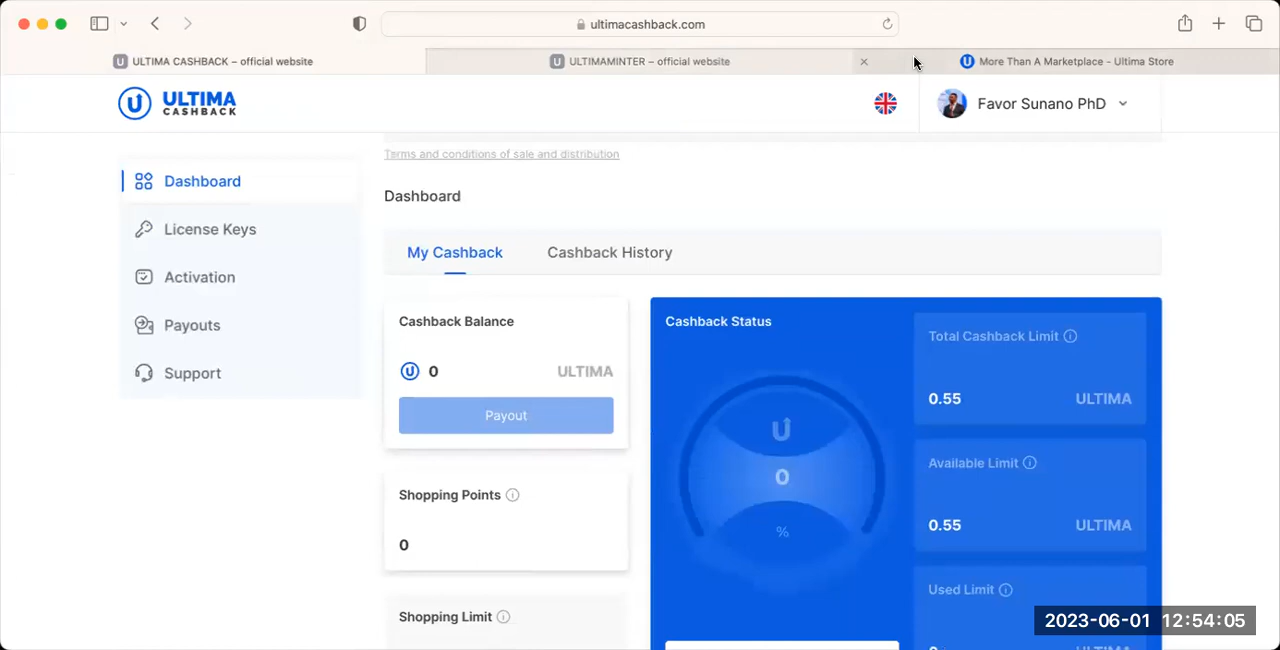 ultimacashback.com
ULTIMA CASHBACK – official website
ULTIMAMINTER – official website
More Than A Marketplace - Ultima Store
ULTIMA
CASHBACK
Favor Sunano PhD
Terms and conditions of sale and distribution
Dashboard
License Keys
Activation
Payouts
Support
Dashboard
My Cashback
Cashback History
Cashback Balance
0 ULTIMA
Payout
Shopping Points
0
Shopping Limit
Cashback Status
0
%
Total Cashback Limit
0.55 ULTIMA
Available Limit
0.55 ULTIMA
Used Limit
2023-06-01 12:54:05